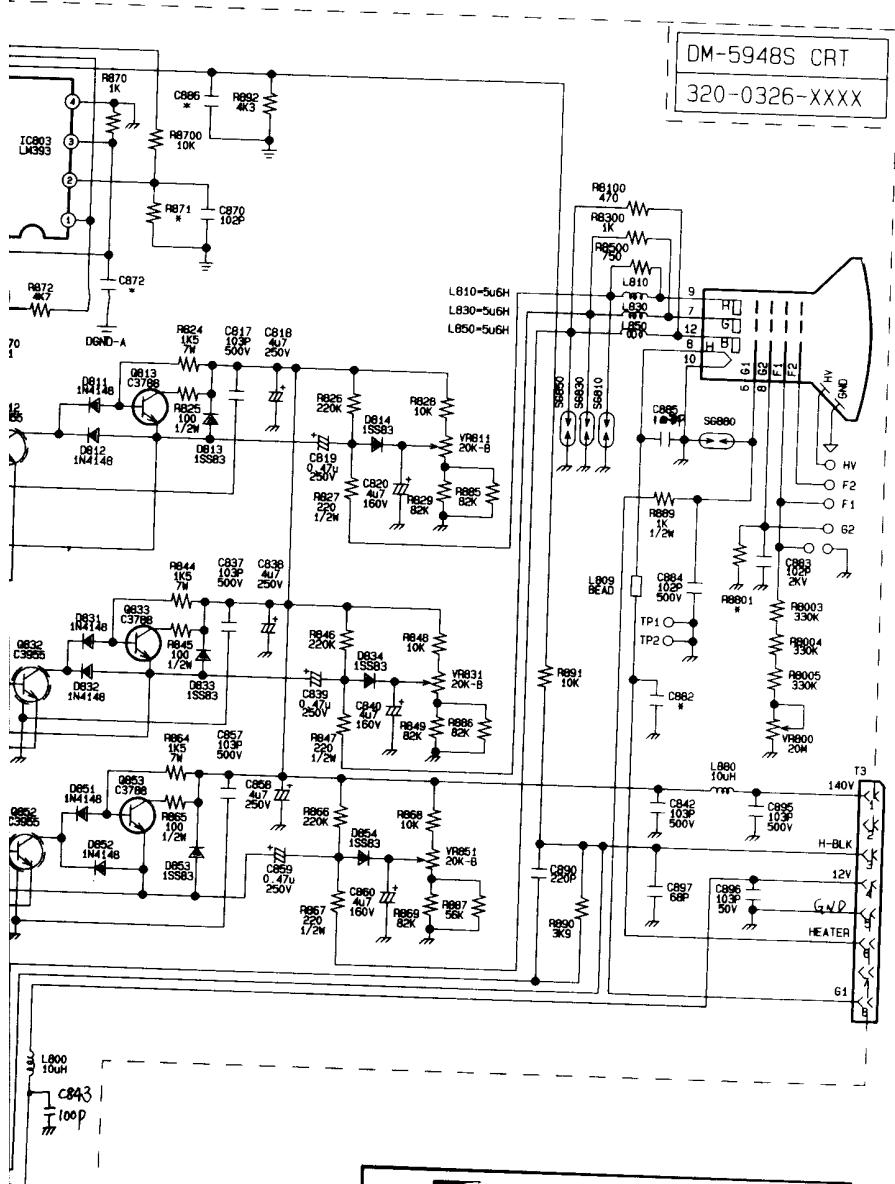 DM-5948S CRT
320-0326-XXXX
R870
1K
C886
*
R892
4K3
4
IC803
LM393
3
2
1
R8700
10K
R871
*
C870
102P
C872
*
R872
4K7
DGND-A
R8100
470
R8300
1K
R8500
750
L810
L830
L850
L810=5u6H
L830=5u6H
L850=5u6H
9
7
12
8
10
R
G
B
H
G1
G2
F1
F2
6
8
HV
GND
R824
1K5
7W
C817
103P
500V
C818
4u7
250V
Q813
C3788
D811
1N4148
R825
100
1/2W
D812
1N4148
D813
1SS83
R826
220K
D814
1SS83
R828
10K
VR811
20K-B
C819
0.47u
250V
C820
4u7
160V
R827
220
1/2W
R829
82K
R885
82K
SG850
SG830
SG810
C885
SG880
HV
F2
F1
G2
R889
1K
1/2W
C883
102P
2KV
L809
BEAD
C884
102P
500V
R8801
*
TP1
TP2
R8003
330K
R8004
330K
R8005
330K
VR800
20M
R844
1K5
7W
C837
103P
500V
C838
4u7
250V
Q832
C3955
D831
1N4148
Q833
C3788
R845
100
1/2W
D832
1N4148
D833
1SS83
R846
220K
D834
1SS83
R848
10K
VR831
20K-B
C839
0.47u
250V
C840
4u7
160V
R847
220
1/2W
R849
82K
R886
82K
R891
10K
C882
*
R864
1K5
7W
C857
103P
500V
C858
4u7
250V
Q852
C3955
D851
1N4148
Q853
C3788
R865
100
1/2W
D852
1N4148
D853
1SS83
R866
220K
D854
1SS83
R868
10K
VR851
20K-B
C859
0.47u
250V
C860
4u7
160V
R867
220
1/2W
R869
82K
R887
56K
L880
10uH
C842
103P
500V
C895
103P
500V
C890
220P
R890
3K9
C897
68P
C896
103P
50V
T3
140V
H-BLK
12V
GND
HEATER
G1
1
2
3
4
5
6
7
8
L800
10uH
C843
100P